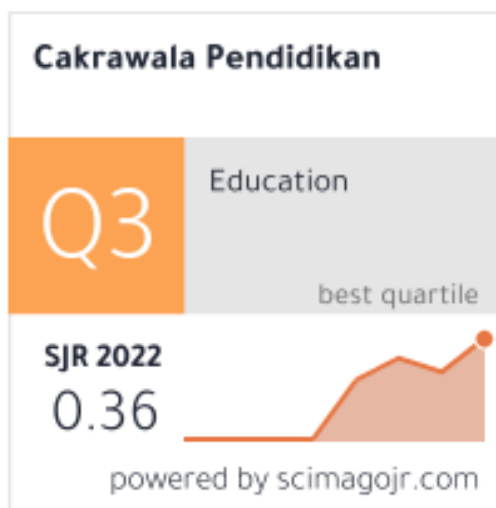 Cakrawala Pendidikan
Q3
Education
best quartile
SJR 2022
0.36
powered by scimagojr.com